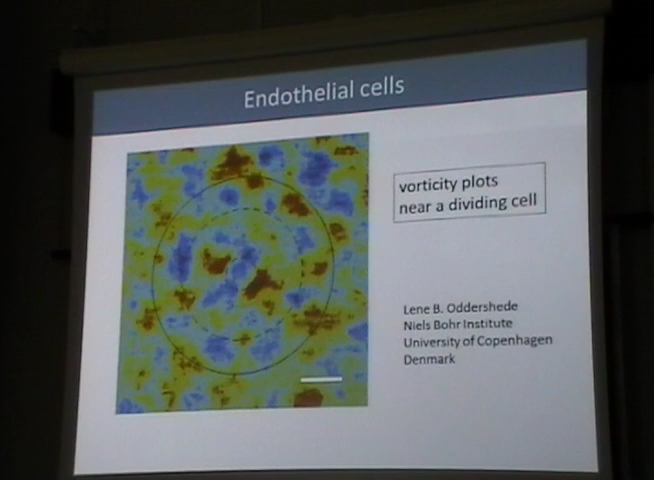 Endothelial cells
vorticity plots
near a dividing cell
Lene B. Oddershede
Niels Bohr Institute
University of Copenhagen
Denmark